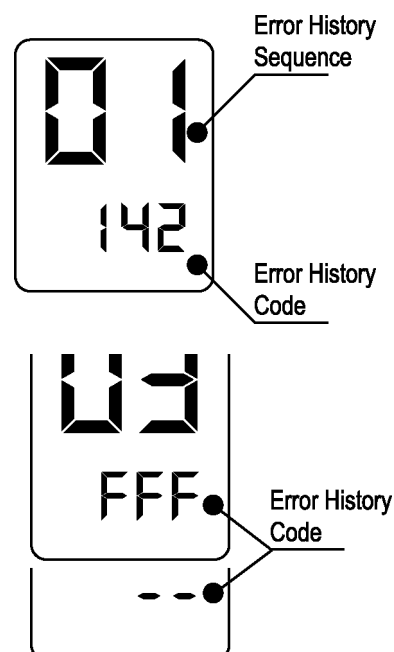 Error History
Sequence
01
142
Error History
Code
03
FFF
Error History
Code
--